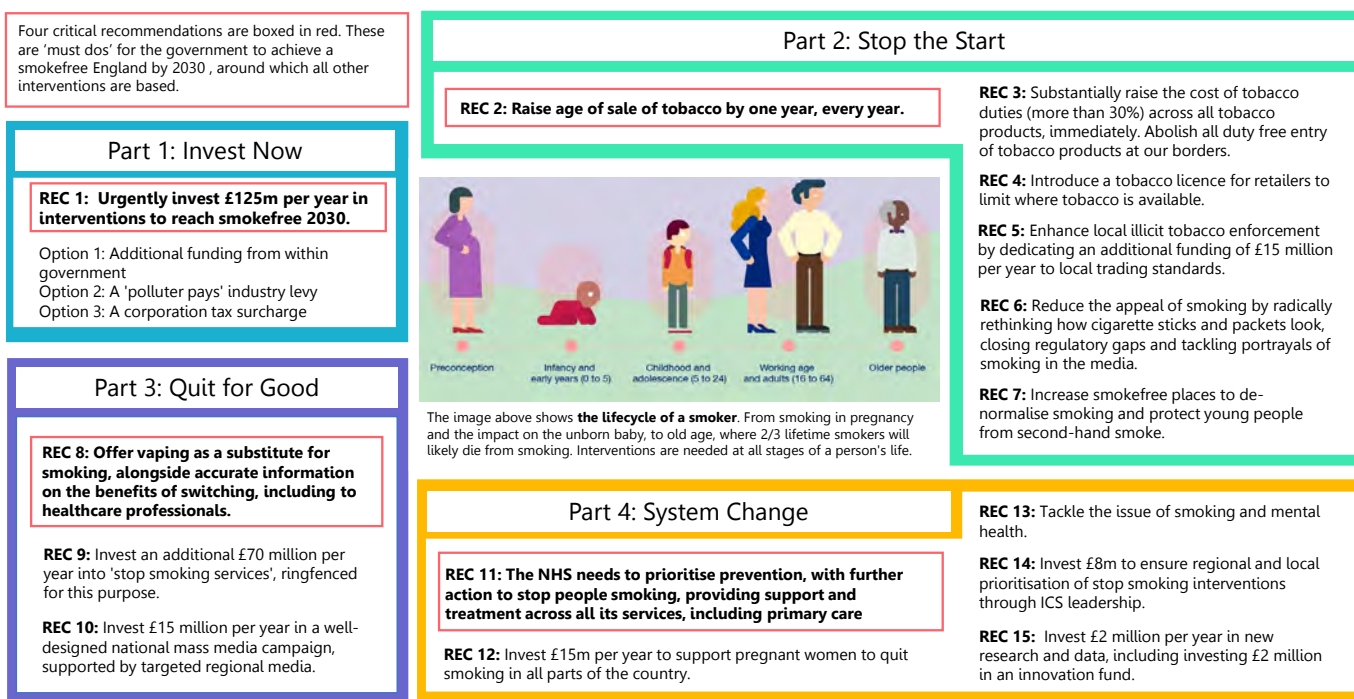 Four critical recommendations are boxed in red. These
are ‘must dos’ for the government to achieve a
smokefree England by 2030 , around which all other
interventions are based.
Part 1: Invest Now
REC 1: Urgently invest £125m per year in
interventions to reach smokefree 2030.
Option 1: Additional funding from within
government
Option 2: A 'polluter pays' industry levy
Option 3: A corporation tax surcharge
Part 2: Stop the Start
REC 2: Raise age of sale of tobacco by one year, every year.
REC 3: Substantially raise the cost of tobacco
duties (more than 30%) across all tobacco
products, immediately. Abolish all duty free entry
of tobacco products at our borders.
REC 4: Introduce a tobacco licence for retailers to
limit where tobacco is available.
REC 5: Enhance local illicit tobacco enforcement
by dedicating an additional funding of £15 million
per year to local trading standards.
REC 6: Reduce the appeal of smoking by radically
rethinking how cigarette sticks and packets look,
closing regulatory gaps and tackling portrayals of
smoking in the media.
REC 7: Increase smokefree places to de-
normalise smoking and protect young people
from second-hand smoke.
Preconception
Infancy and
early years (0 to 5)
Childhood and
adolescence (5 to 24)
Working age
and adults (16 to 64)
Older people
The image above shows the lifecycle of a smoker. From smoking in pregnancy
and the impact on the unborn baby, to old age, where 2/3 lifetime smokers will
likely die from smoking. Interventions are needed at all stages of a person's life.
Part 3: Quit for Good
REC 8: Offer vaping as a substitute for
smoking, alongside accurate information
on the benefits of switching, including to
healthcare professionals.
REC 9: Invest an additional £70 million per
year into 'stop smoking services', ringfenced
for this purpose.
REC 10: Invest £15 million per year in a well-
designed national mass media campaign,
supported by targeted regional media.
Part 4: System Change
REC 11: The NHS needs to prioritise prevention, with further
action to stop people smoking, providing support and
treatment across all its services, including primary care
REC 12: Invest £15m per year to support pregnant women to quit
smoking in all parts of the country.
REC 13: Tackle the issue of smoking and mental
health.
REC 14: Invest £8m to ensure regional and local
prioritisation of stop smoking interventions
through ICS leadership.
REC 15: Invest £2 million per year in new
research and data, including investing £2 million
in an innovation fund.